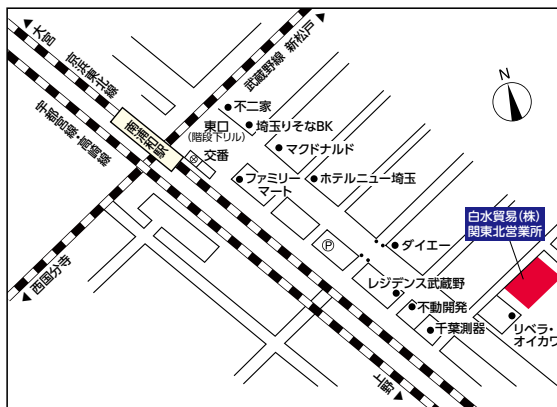 大宮
京浜東北線
宇都宮線・高崎線
武蔵野線 新松戸
南浦和駅
東口
(階段下リル)
交番
不二家
埼玉りそなBK
マクドナルド
ファミリー
マート
ホテルニュー埼玉
N
白水貿易(株)
関東北営業所
P
ダイエー
レジデンス武蔵野
不動開発
千葉測器
リベラ・
オイカワ
西国分寺
上野